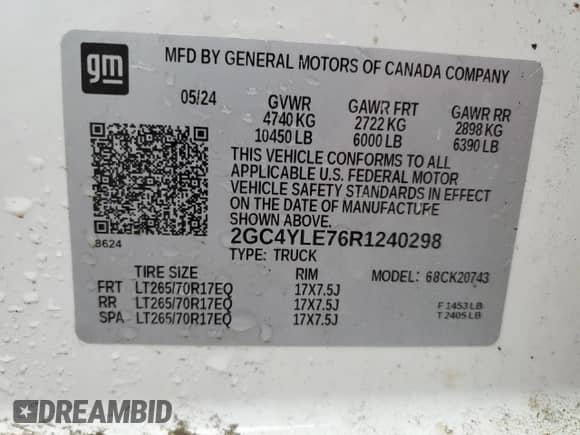 gm
MFD BY GENERAL MOTORS OF CANADA COMPANY
05/24 GVWR GAWR FRT GAWR RR
4740 KG 2722 KG 2898 KG
10450 LB 6000 LB 6390 LB
THIS VEHICLE CONFORMS TO ALL
APPLICABLE U.S. FEDERAL MOTOR
VEHICLE SAFETY STANDARDS IN EFFECT
ON THE DATE OF MANUFACTURE
SHOWN ABOVE.
8624 2GC4YLE76R1240298
TYPE: TRUCK
TIRE SIZE RIM MODEL: 68CK20743
FRT LT265/70R17EQ 17X7.5J
RR LT265/70R17EQ 17X7.5J F 1453 LB
SPA LT265/70R17EQ 17X7.5J T 2405 LB
DREAMBID